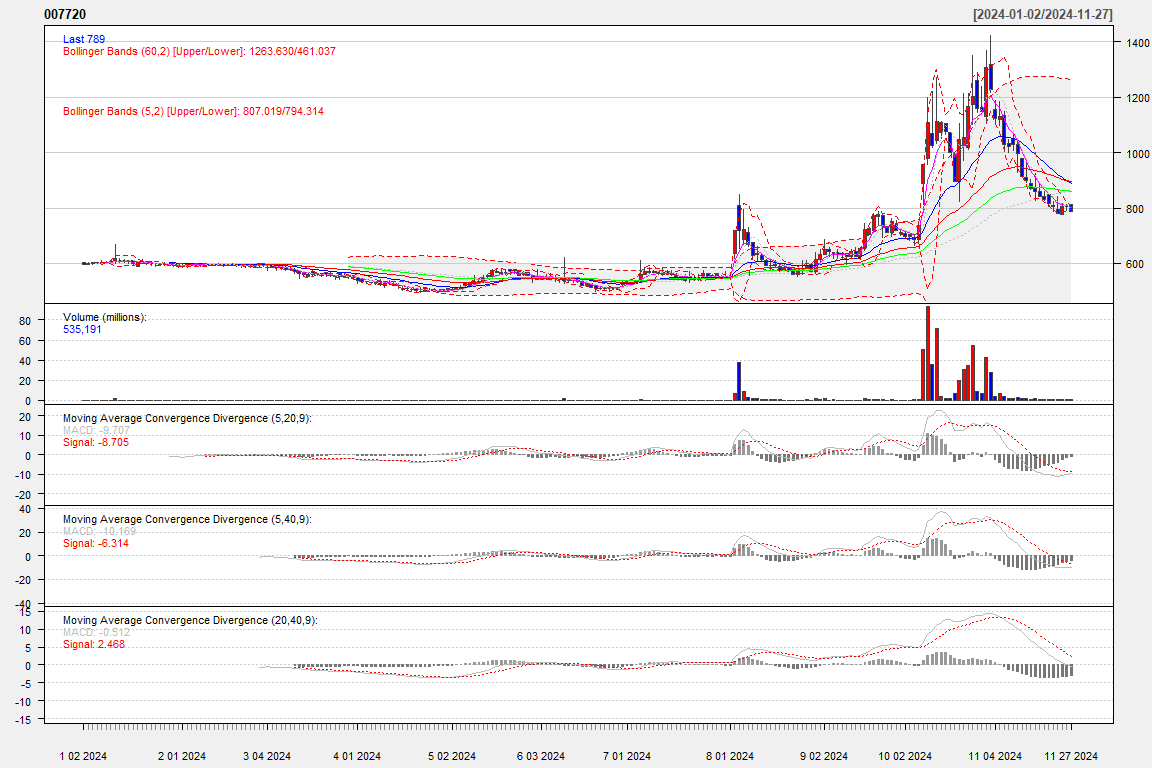 007720 [2024-01-02/2024-11-27]
Last 789
Bollinger Bands (60,2) [Upper/Lower]: 1263.630/461.037
Bollinger Bands (5,2) [Upper/Lower]: 807.019/794.314
1400
1200
1000
800
600
Volume (millions):
535,191
80
60
40
20
0
Moving Average Convergence Divergence (5,20,9):
MACD: -9.707
Signal: -8.705
20
10
0
-10
-20
Moving Average Convergence Divergence (5,40,9):
MACD: -10.169
Signal: -6.314
40
20
0
-20
-40
Moving Average Convergence Divergence (20,40,9):
MACD: -0.512
Signal: 2.468
15
10
5
0
-5
-10
-15
1 02 2024 2 01 2024 3 04 2024 4 01 2024 5 02 2024 6 03 2024 7 01 2024 8 01 2024 9 02 2024 10 02 2024 11 04 2024 11 27 2024